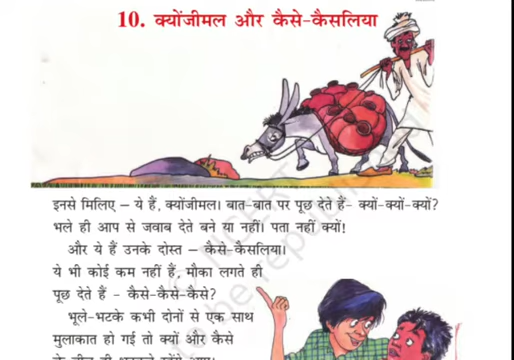 10. क्योंजीमल और कैसे-कैसलिया
इनसे मिलिए – ये हैं, क्योंजीमल। बात-बात पर पूछ देते हैं- क्यों-क्यों-क्यों?
भले ही आप से जवाब देते बने या नहीं। पता नहीं क्यों!
और ये हैं उनके दोस्त – कैसे-कैसलिया।
ये भी कोई कम नहीं हैं, मौका लगते ही
पूछ देते हैं - कैसे-कैसे-कैसे?
भूले-भटके कभी दोनों से एक साथ
मुलाकात हो गई तो क्यों और कैसे